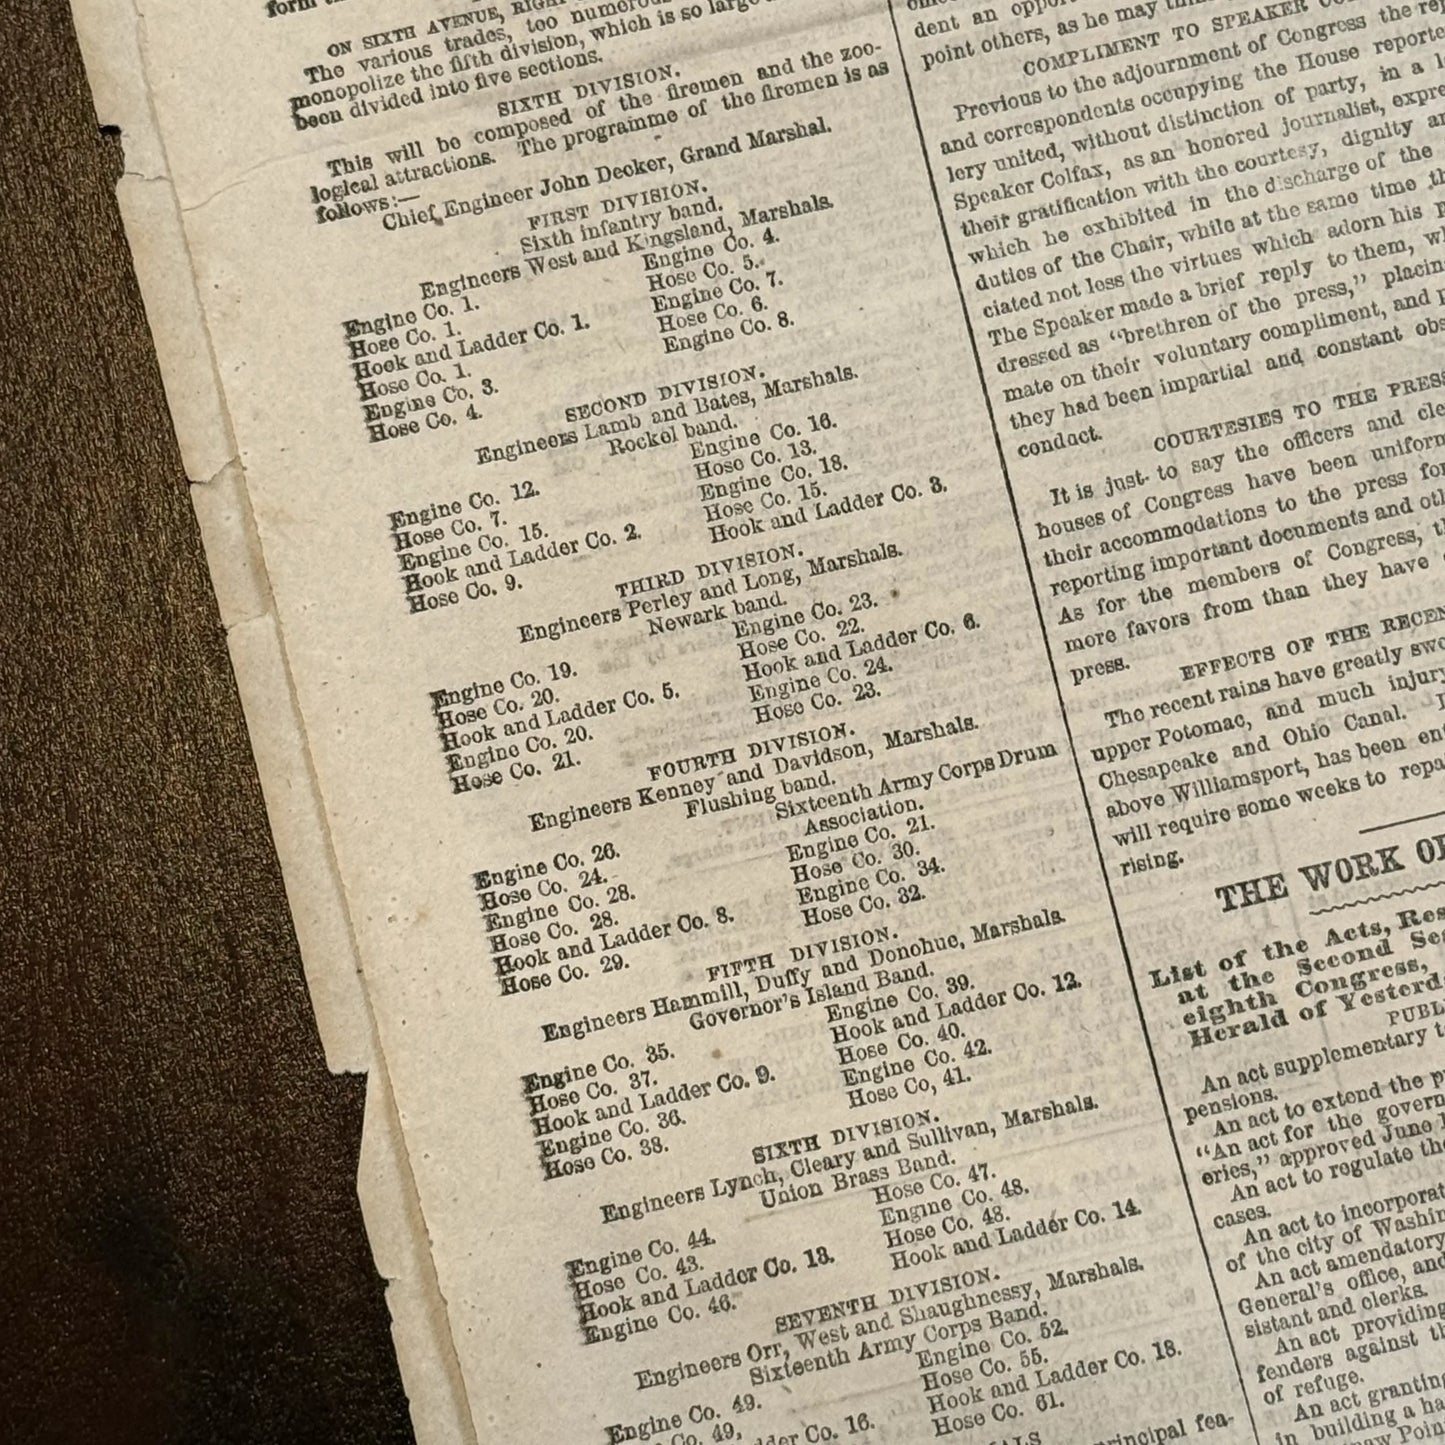 form
ON SIXTH AVENUE, RIGHT
The various trades, too numerous
monopolize the fifth division, which is so large
been divided into five sections.
SIXTH DIVISION.
This will be composed of the firemen and the zoo-
logical attractions. The programme of the firemen is as
follows:—
Chief Engineer John Decker, Grand Marshal.
FIRST DIVISION.
Sixth infantry band.
Engineers West and Kingsland, Marshals.
Engine Co. 1.
Hose Co. 1.
Hook and Ladder Co. 1.
Hose Co. 1.
Engine Co. 3.
Hose Co. 4.
Engine Co. 4.
Hose Co. 5.
Engine Co. 7.
Hose Co. 6.
Engine Co. 8.
SECOND DIVISION.
Engineers Lamb and Bates, Marshals.
Rockel band.
Engine Co. 12.
Hose Co. 7.
Engine Co. 15.
Hook and Ladder Co. 2.
Hose Co. 9.
Engine Co. 16.
Hose Co. 13.
Engine Co. 18.
Hose Co. 15.
Hook and Ladder Co. 3.
THIRD DIVISION.
Engineers Perley and Long, Marshals.
Newark band.
Engine Co. 19.
Hose Co. 20.
Hook and Ladder Co. 5.
Engine Co. 20.
Hose Co. 21.
Engine Co. 23.
Hose Co. 22.
Hook and Ladder Co. 6.
Engine Co. 24.
Hose Co. 23.
FOURTH DIVISION.
Engineers Kenney and Davidson, Marshals.
Flushing band.
Engine Co. 26.
Hose Co. 24.
Engine Co. 28.
Hose Co. 28.
Hook and Ladder Co. 8.
Hose Co. 29.
Sixteenth Army Corps Drum
Association.
Engine Co. 21.
Hose Co. 30.
Engine Co. 34.
Hose Co. 32.
FIFTH DIVISION.
Engineers Hammill, Duffy and Donohue, Marshals.
Governor's Island Band.
Engine Co. 35.
Hose Co. 37.
Hook and Ladder Co. 9.
Engine Co. 36.
Hose Co. 38.
Engine Co. 39.
Hook and Ladder Co. 12.
Hose Co. 40.
Engine Co. 42.
Hose Co, 41.
SIXTH DIVISION.
Engineers Lynch, Cleary and Sullivan, Marshals.
Union Brass Band.
Engine Co. 44.
Hose Co. 43.
Hook and Ladder Co. 13.
Engine Co. 46.
Hose Co. 47.
Engine Co. 48.
Hose Co. 48.
Hook and Ladder Co. 14.
SEVENTH DIVISION.
Engineers Orr, West and Shaughnessy, Marshals.
Sixteenth Army Corps Band.
Engine Co. 49.
Co. 49,
Co. 16.
Engine Co. 52.
Hose Co. 55.
Hook and Ladder Co. 18.
Hose Co. 61.
principal fea-
dent an
point others, as he may
COMPLIMENT TO SPEAKER
Previous to the adjournment of Congress the
and correspondents occupying the House
lery united, without distinction of party, in a
Speaker Colfax, as an honored journalist,
their gratification with the courtesy, dignity
which he exhibited in the discharge of the
duties of the Chair, while at the same time
ciated not less the virtues which adorn his
The Speaker made a brief reply to them,
dressed as "brethren of the press,"
mate on their voluntary compliment, and
they had been impartial and constant
conduct.
COURTESIES TO THE PRESS
It is just to say the officers and
houses of Congress have been
their accommodations to the press
reporting important documents and
As for the members of Congress,
more favors from than they have
press.
EFFECTS OF THE
The recent rains have greatly
upper Potomac, and much injury
Chesapeake and Ohio Canal.
above Williamsport, has been
will require some weeks to
rising.
THE WORK
List of the Acts,
at the Second
eighth Congress,
Herald of
An act supplementary
pensions.
An act to extend the
"An act for the
eries," approved June
An act to regulate the
cases.
An act to
of the city of
An act amendatory
General's office, and
sistant and clerks.
An act providing
fenders against
of refuge.
An act granting
in building a